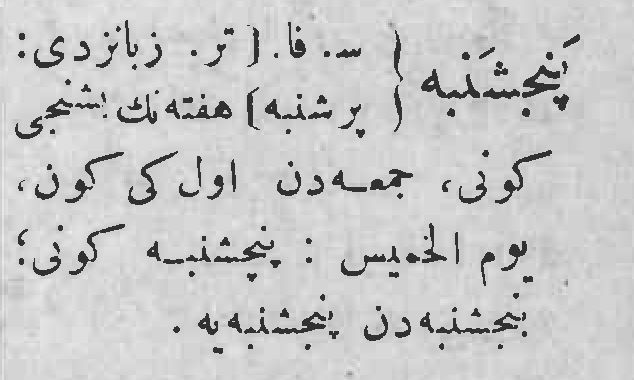 پَنجشَنبه { س. فا. [ تر. زبانزدی:
{ پرشنبه ] هفته‌نك بشنجی
كونی، جمعه‌دن اول كی كون،
یوم الخمیس : پنچشنبـه كونی؛
پنجشنبه‌دن پنجشنبه‌یه .